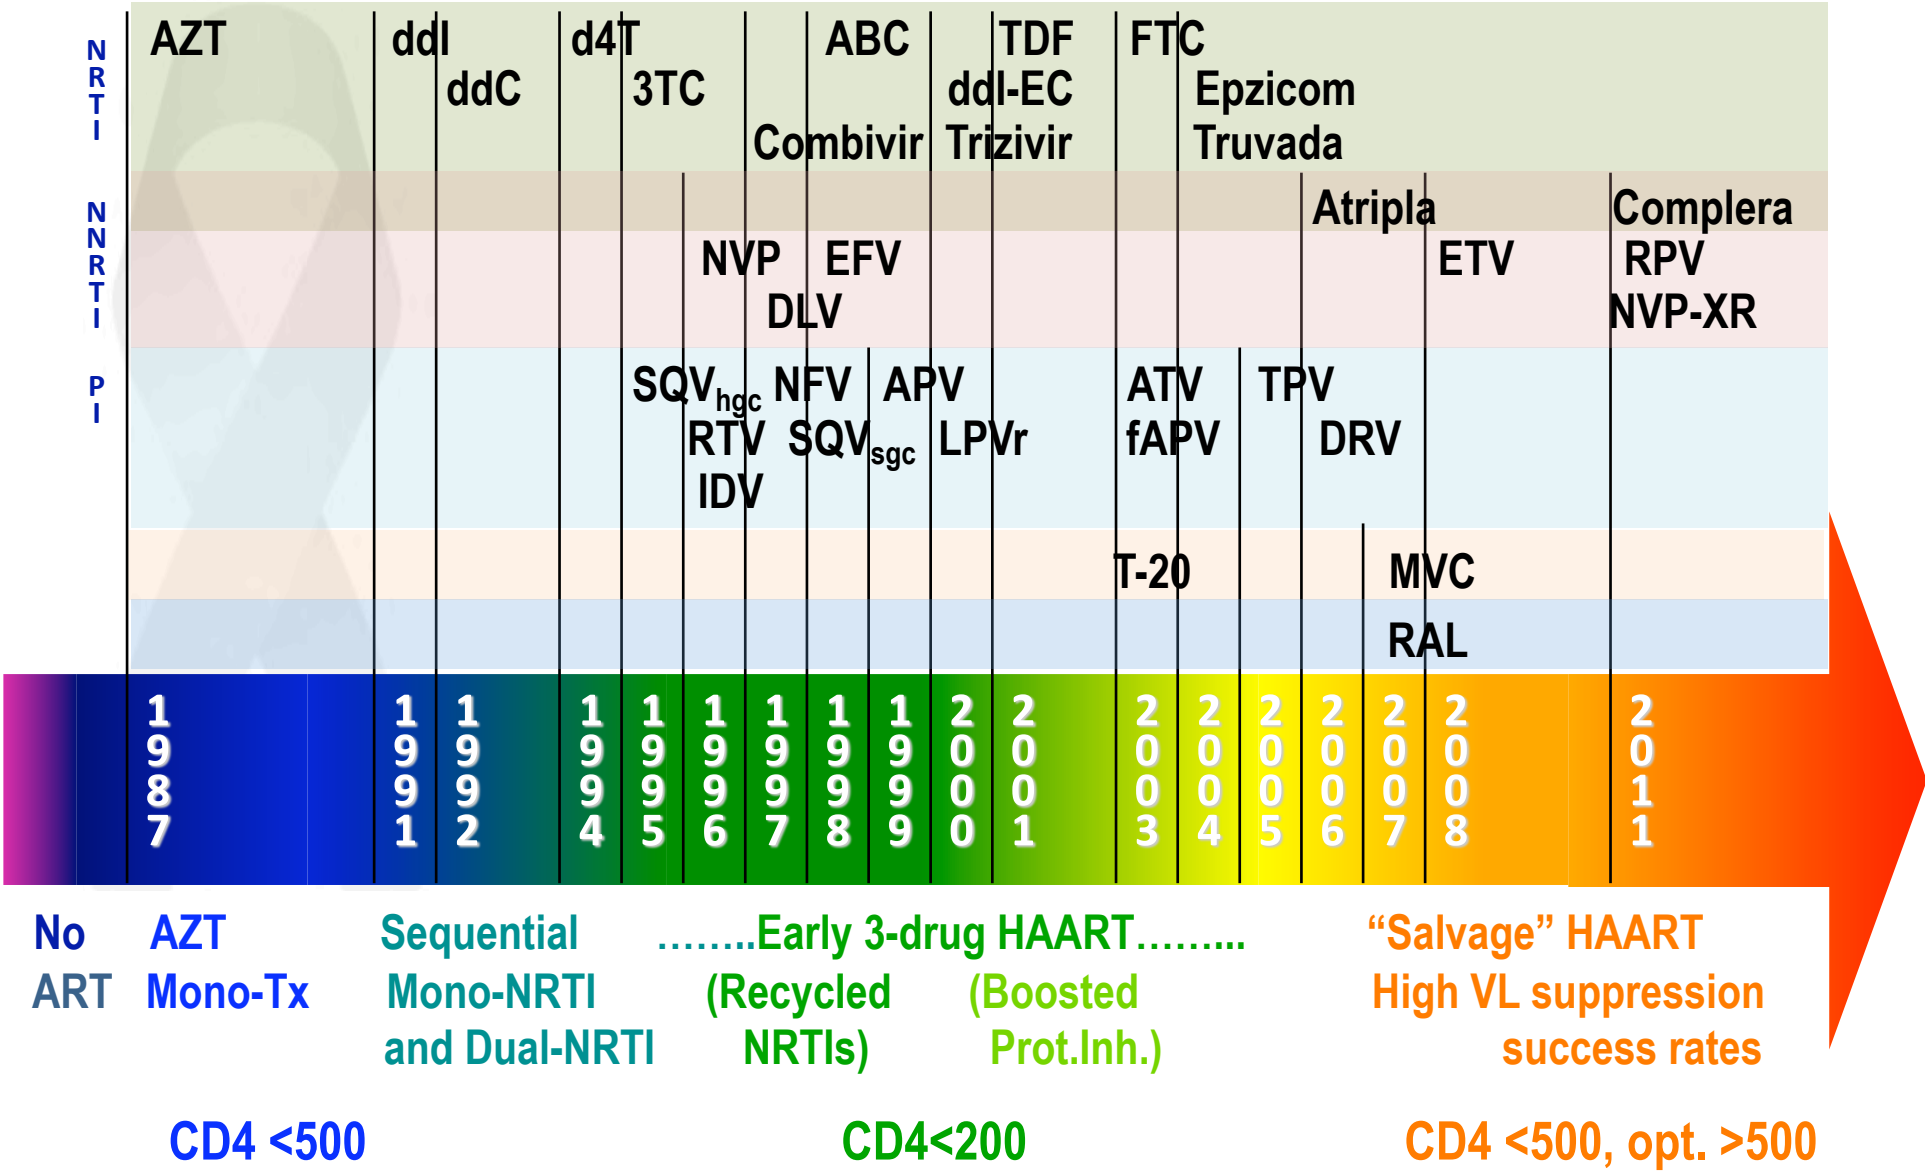 NRTI
AZT ddI d4T ABC TDF FTC
ddC 3TC ddI-EC Epzicom
Combivir Trizivir Truvada
NNRTI
Atripla Complera
NVP EFV ETV RPV
DLV NVP-XR
PI
SQVhgc NFV APV ATV TPV
RTV SQVsgc LPVr fAPV DRV
IDV
T-20 MVC
RAL
1987 1991 1992 1994 1995 1996 1997 1998 1999 2000 2001 2003 2004 2005 2006 2007 2008 2011
No AZT Sequential ……..Early 3-drug HAART……... “Salvage” HAART
ART Mono-Tx Mono-NRTI (Recycled (Boosted High VL suppression
and Dual-NRTI NRTIs) Prot.Inh.) success rates
CD4 <500 CD4<200 CD4 <500, opt. >500